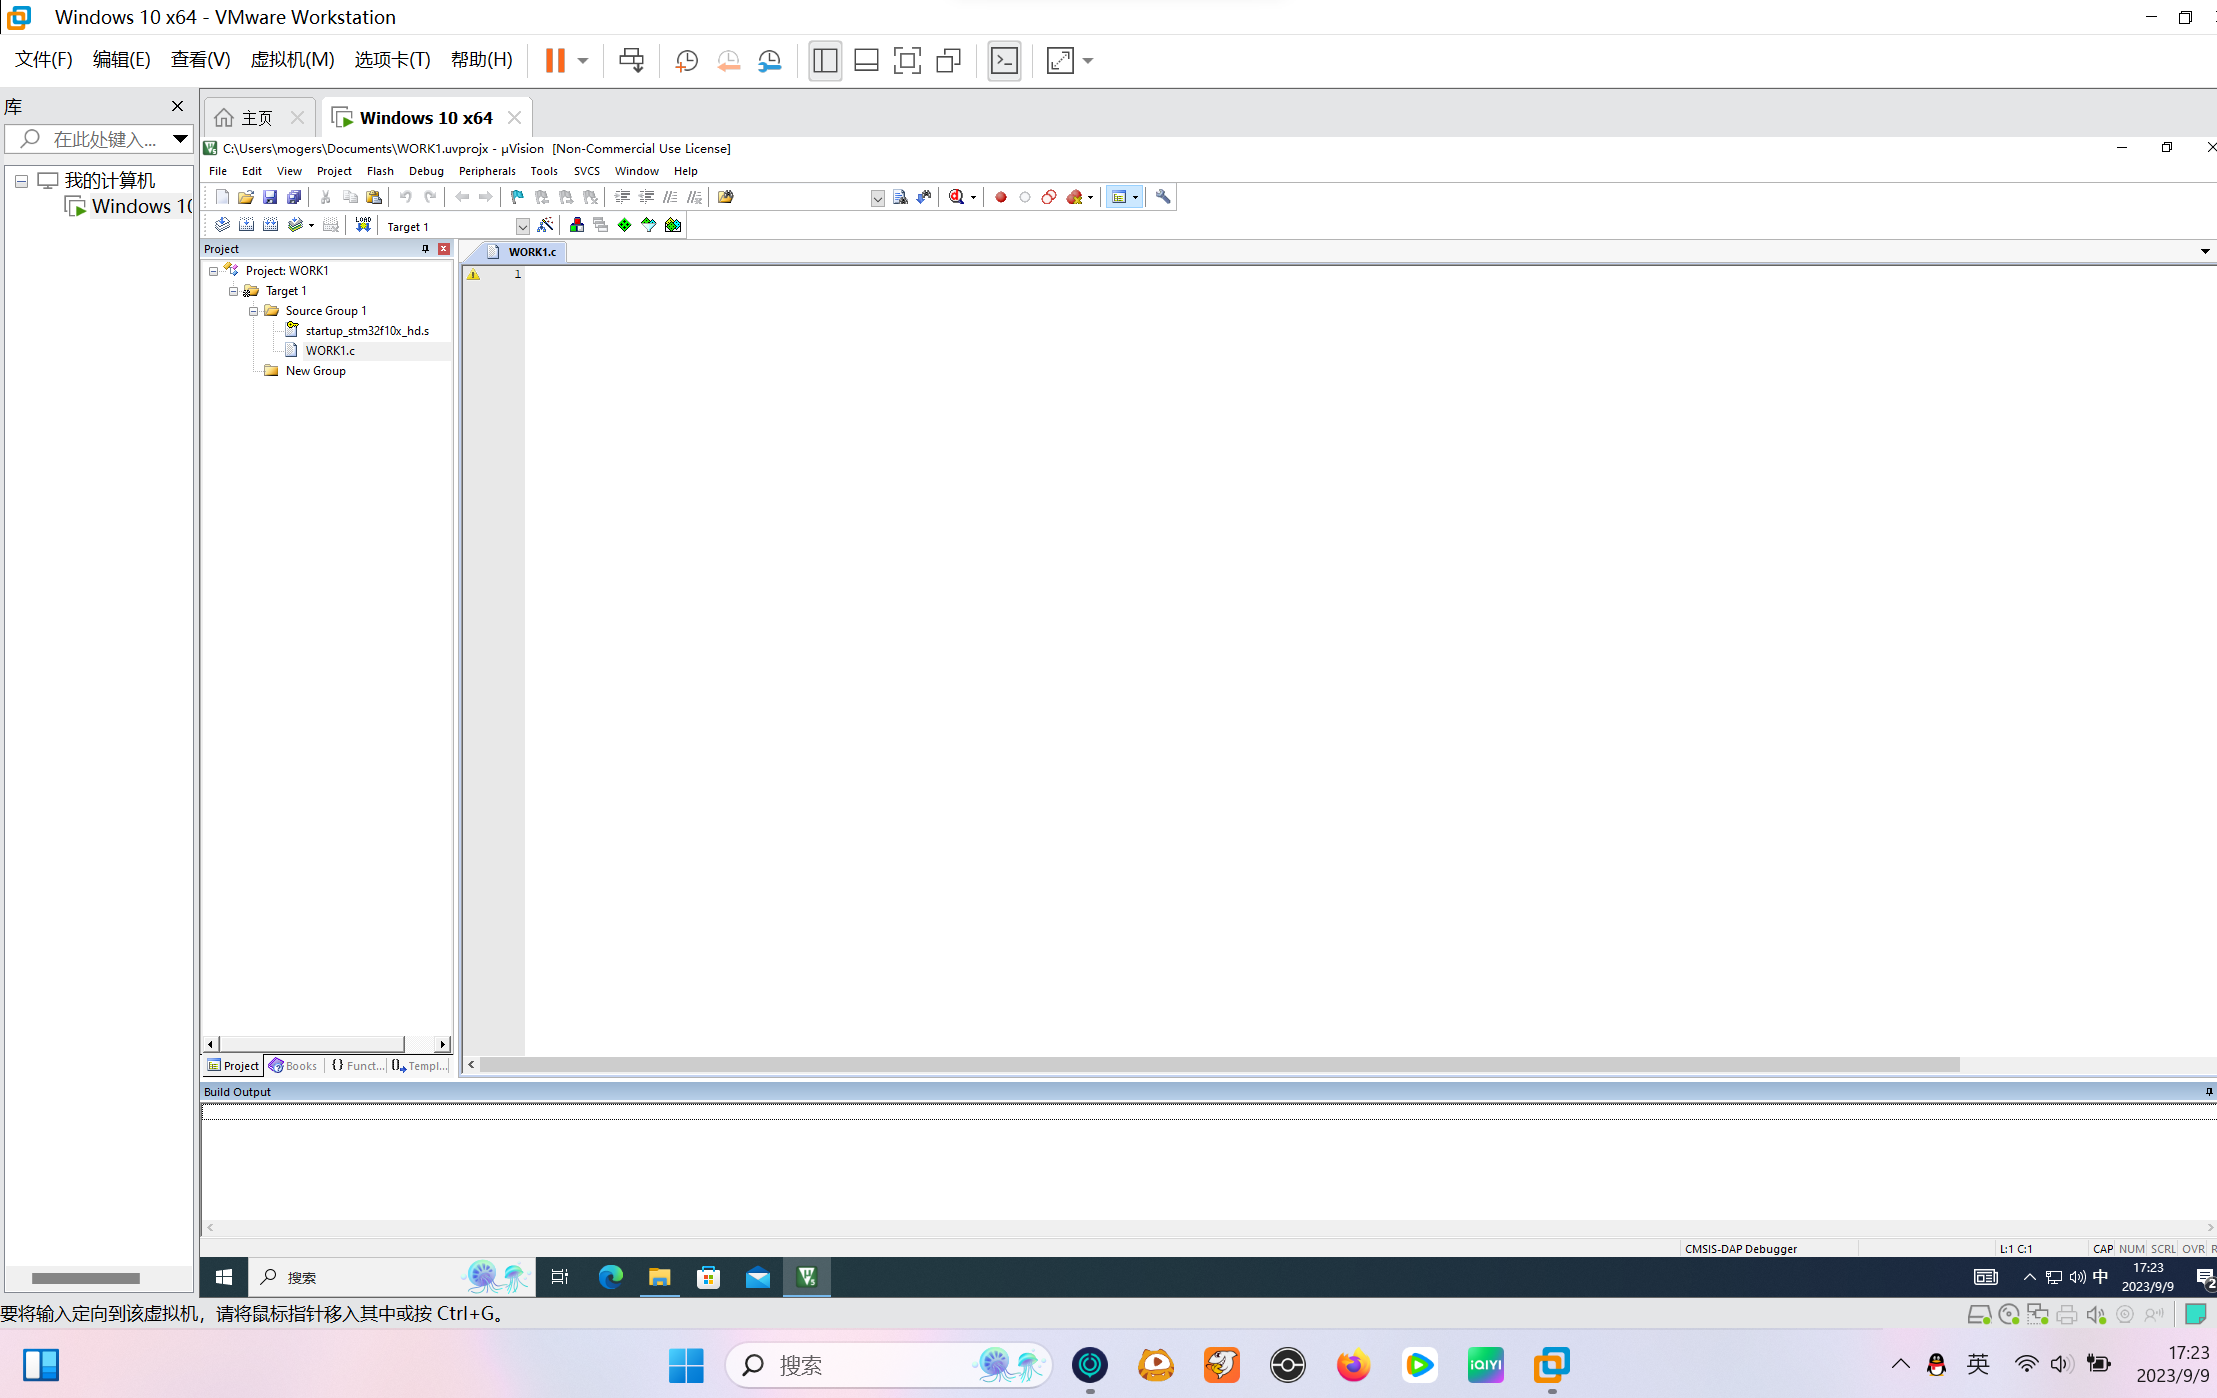 Windows 10 x64 - VMware Workstation
文件(F) 编辑(E) 查看(V) 虚拟机(M) 选项卡(T) 帮助(H)
库
在此处键入...
我的计算机
主页
Windows 10 x64
C:\Users\mogers\Documents\WORK1.uvprojx - µVision [Non-Commercial Use License]
File Edit View Project Flash Debug Peripherals Tools SVCS Window Help
LOAD
Target 1
Project
WORK1.c
1
Project: WORK1
Target 1
Source Group 1
startup_stm32f10x_hd.s
WORK1.c
New Group
Project Books {} Funct... Templ...
Build Output
CMSIS-DAP Debugger
L:1 C:1
CAP NUM SCRL OVR
搜索
中
17:23
2023/9/9
2
要将输入定向到该虚拟机，请将鼠标指针移入其中或按 Ctrl+G。
搜索
iQIYI
英
17:23
2023/9/9